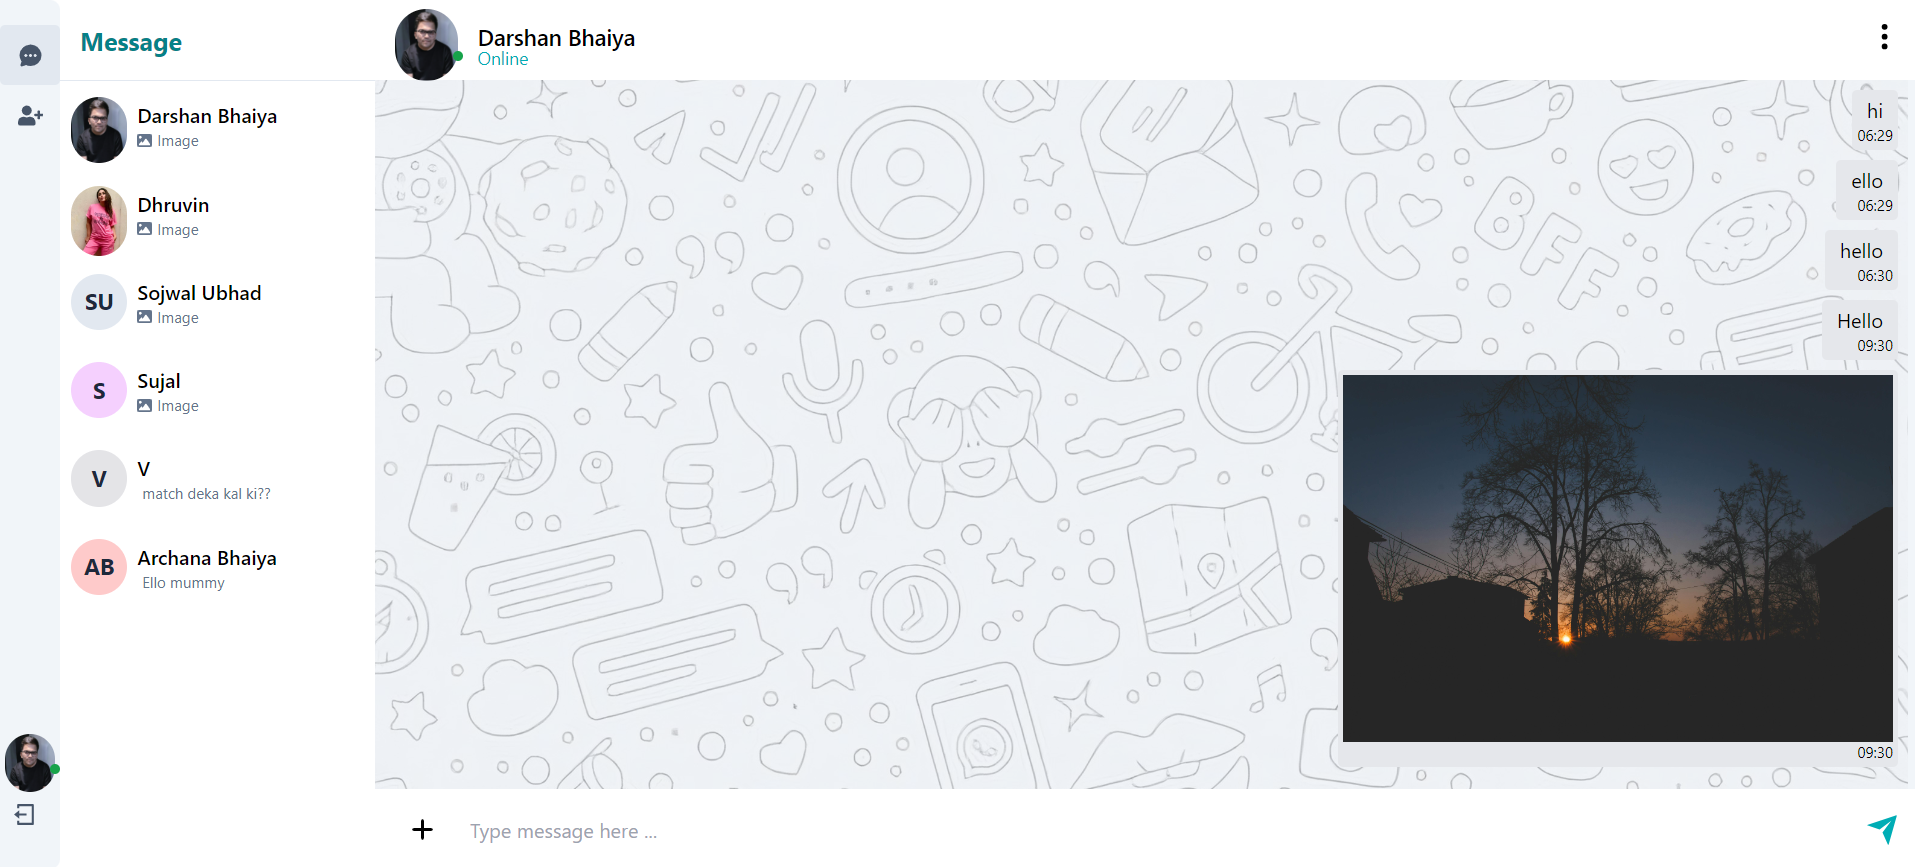 Message
Darshan Bhaiya
Image
Dhruvin
Image
SU
Sojwal Ubhad
Image
S
Sujal
Image
V
V
match deka kal ki??
AB
Archana Bhaiya
Ello mummy
Darshan Bhaiya
Online
hi
06:29
ello
06:29
hello
06:30
Hello
09:30
BFF
09:30
Type message here ...